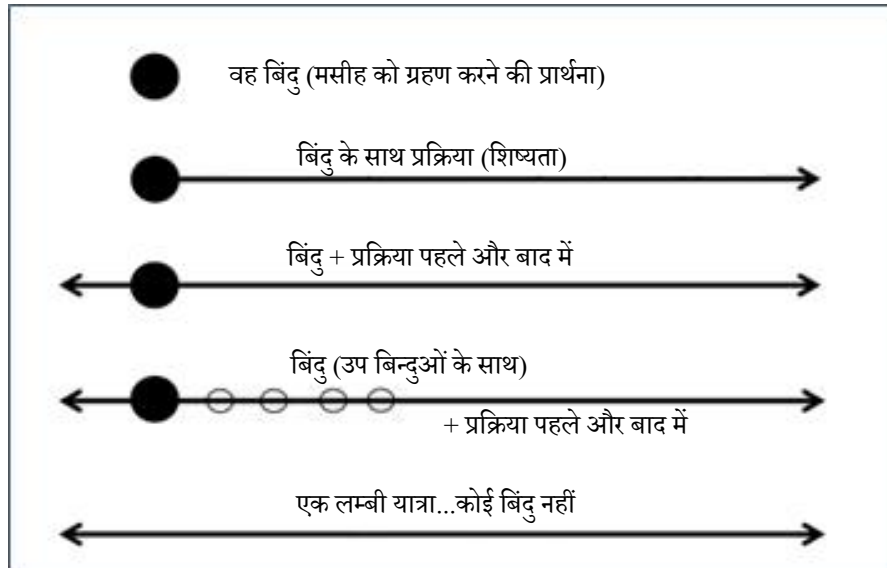 वह बिंदु (मसीह को ग्रहण करने की प्रार्थना)
बिंदु के साथ प्रक्रिया (शिष्यता)
बिंदु + प्रक्रिया पहले और बाद में
बिंदु (उप बिन्दुओं के साथ)
+ प्रक्रिया पहले और बाद में
एक लम्बी यात्रा...कोई बिंदु नहीं